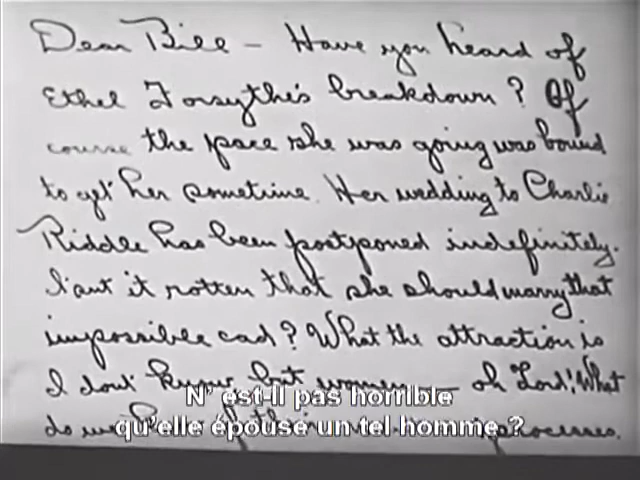 Dear Bill - Have you heard of
Ethel Forsythe's breakdown? Of
course the pace she was going was bound
to get her sometime. Her wedding to Charlie
Riddle has been postponed indefinitely.
Isn't it rotten that she should marry that
impossible cad? What the attraction is
I don't know, but women - oh Lord! What
do we processes.
N' est-il pas horrible
qu'elle épouse un tel homme ?